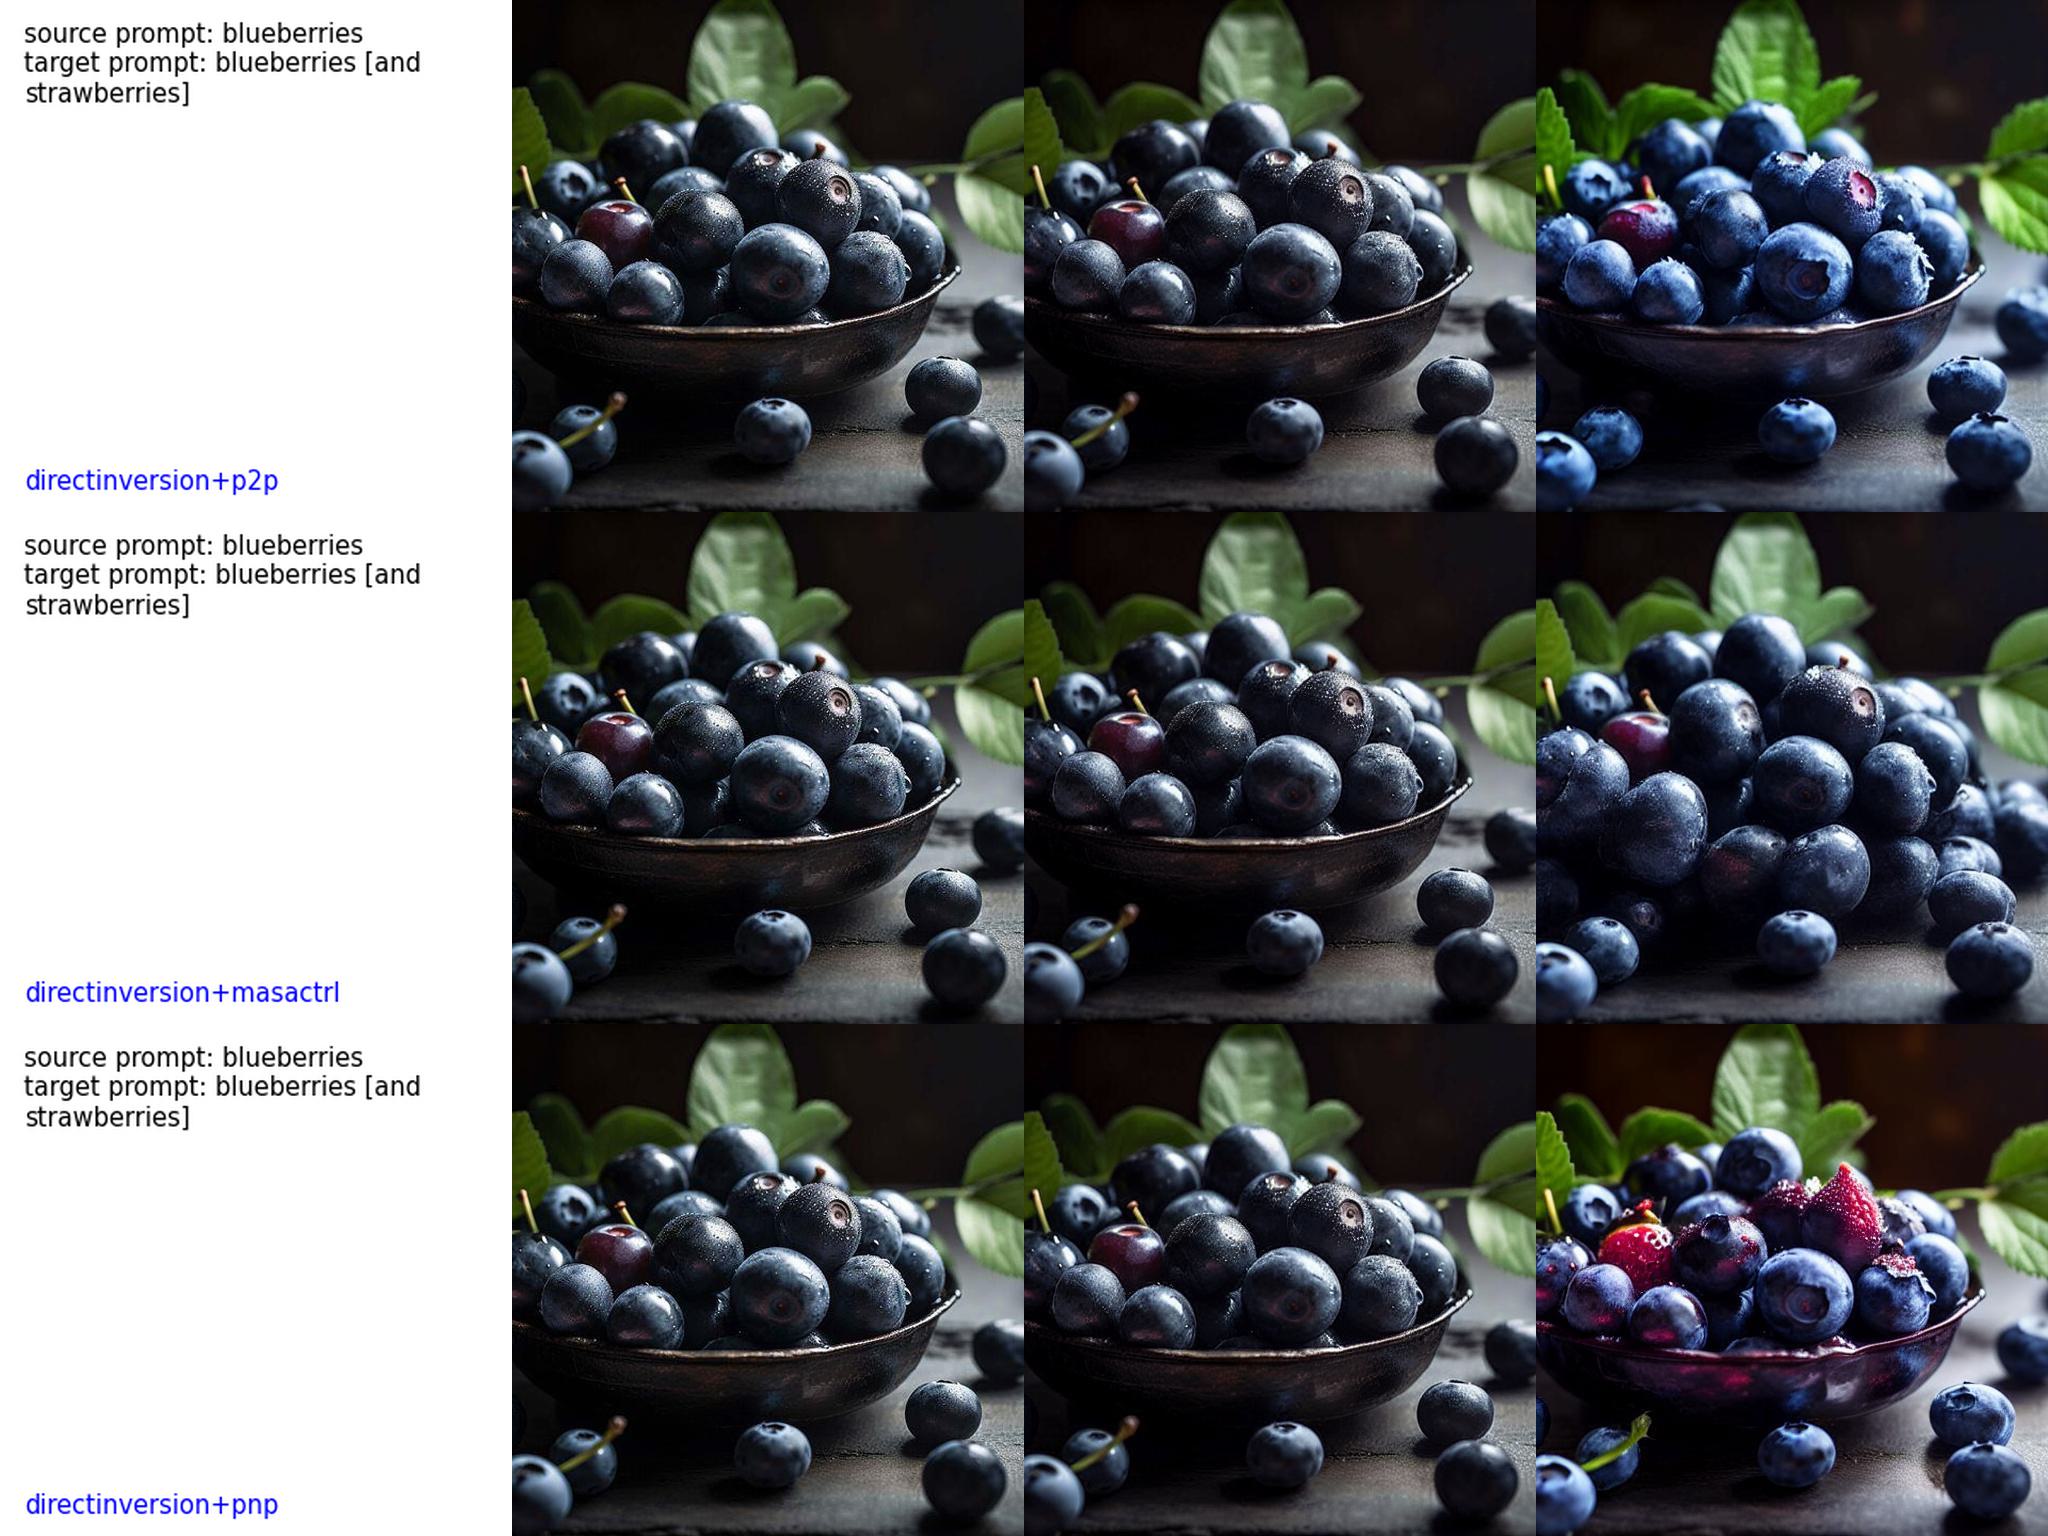 source prompt: blueberries
target prompt: blueberries [and
strawberries]
directinversion+p2p
source prompt: blueberries
target prompt: blueberries [and
strawberries]
directinversion+masactrl
source prompt: blueberries
target prompt: blueberries [and
strawberries]
directinversion+pnp